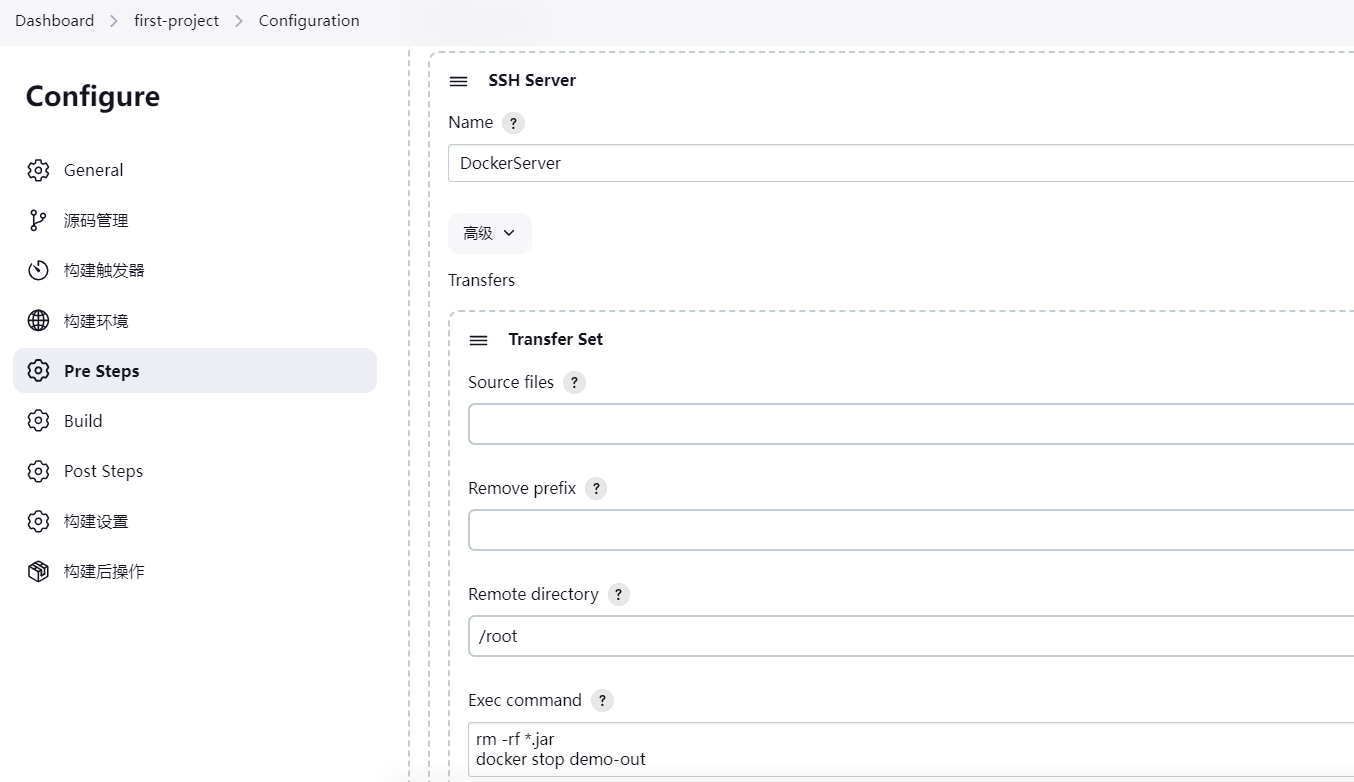 Dashboard > first-project > Configuration
Configure
General
源码管理
构建触发器
构建环境
Pre Steps
Build
Post Steps
构建设置
构建后操作
SSH Server
Name ?
DockerServer
高级
Transfers
Transfer Set
Source files ?
Remove prefix ?
Remote directory ?
/root
Exec command ?
rm -rf *.jar
docker stop demo-out